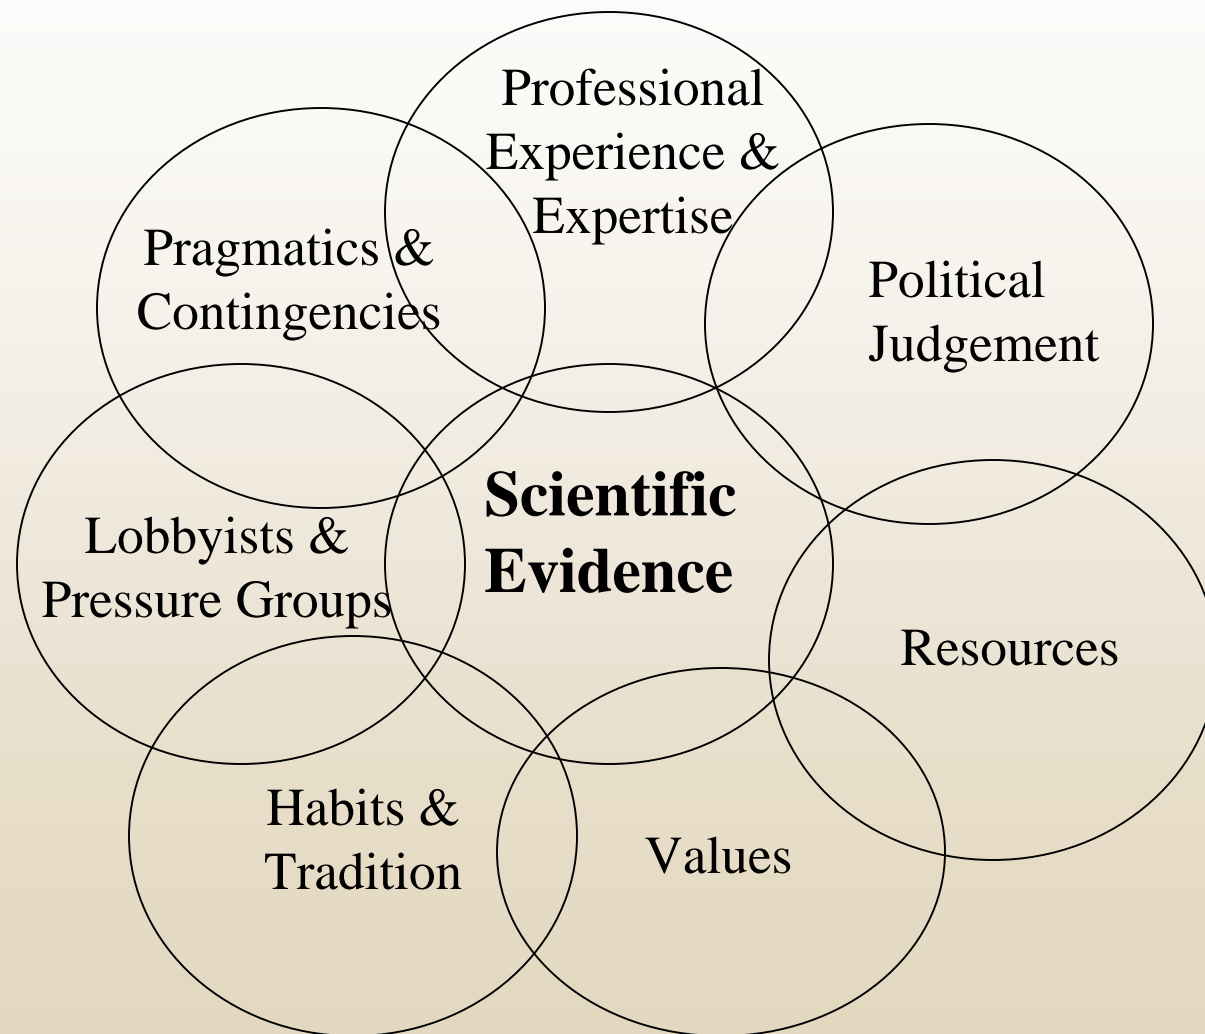 Professional
Experience &
Expertise
Pragmatics &
Contingencies
Political
Judgement
Scientific
Evidence
Lobbyists &
Pressure Groups
Resources
Habits &
Tradition
Values